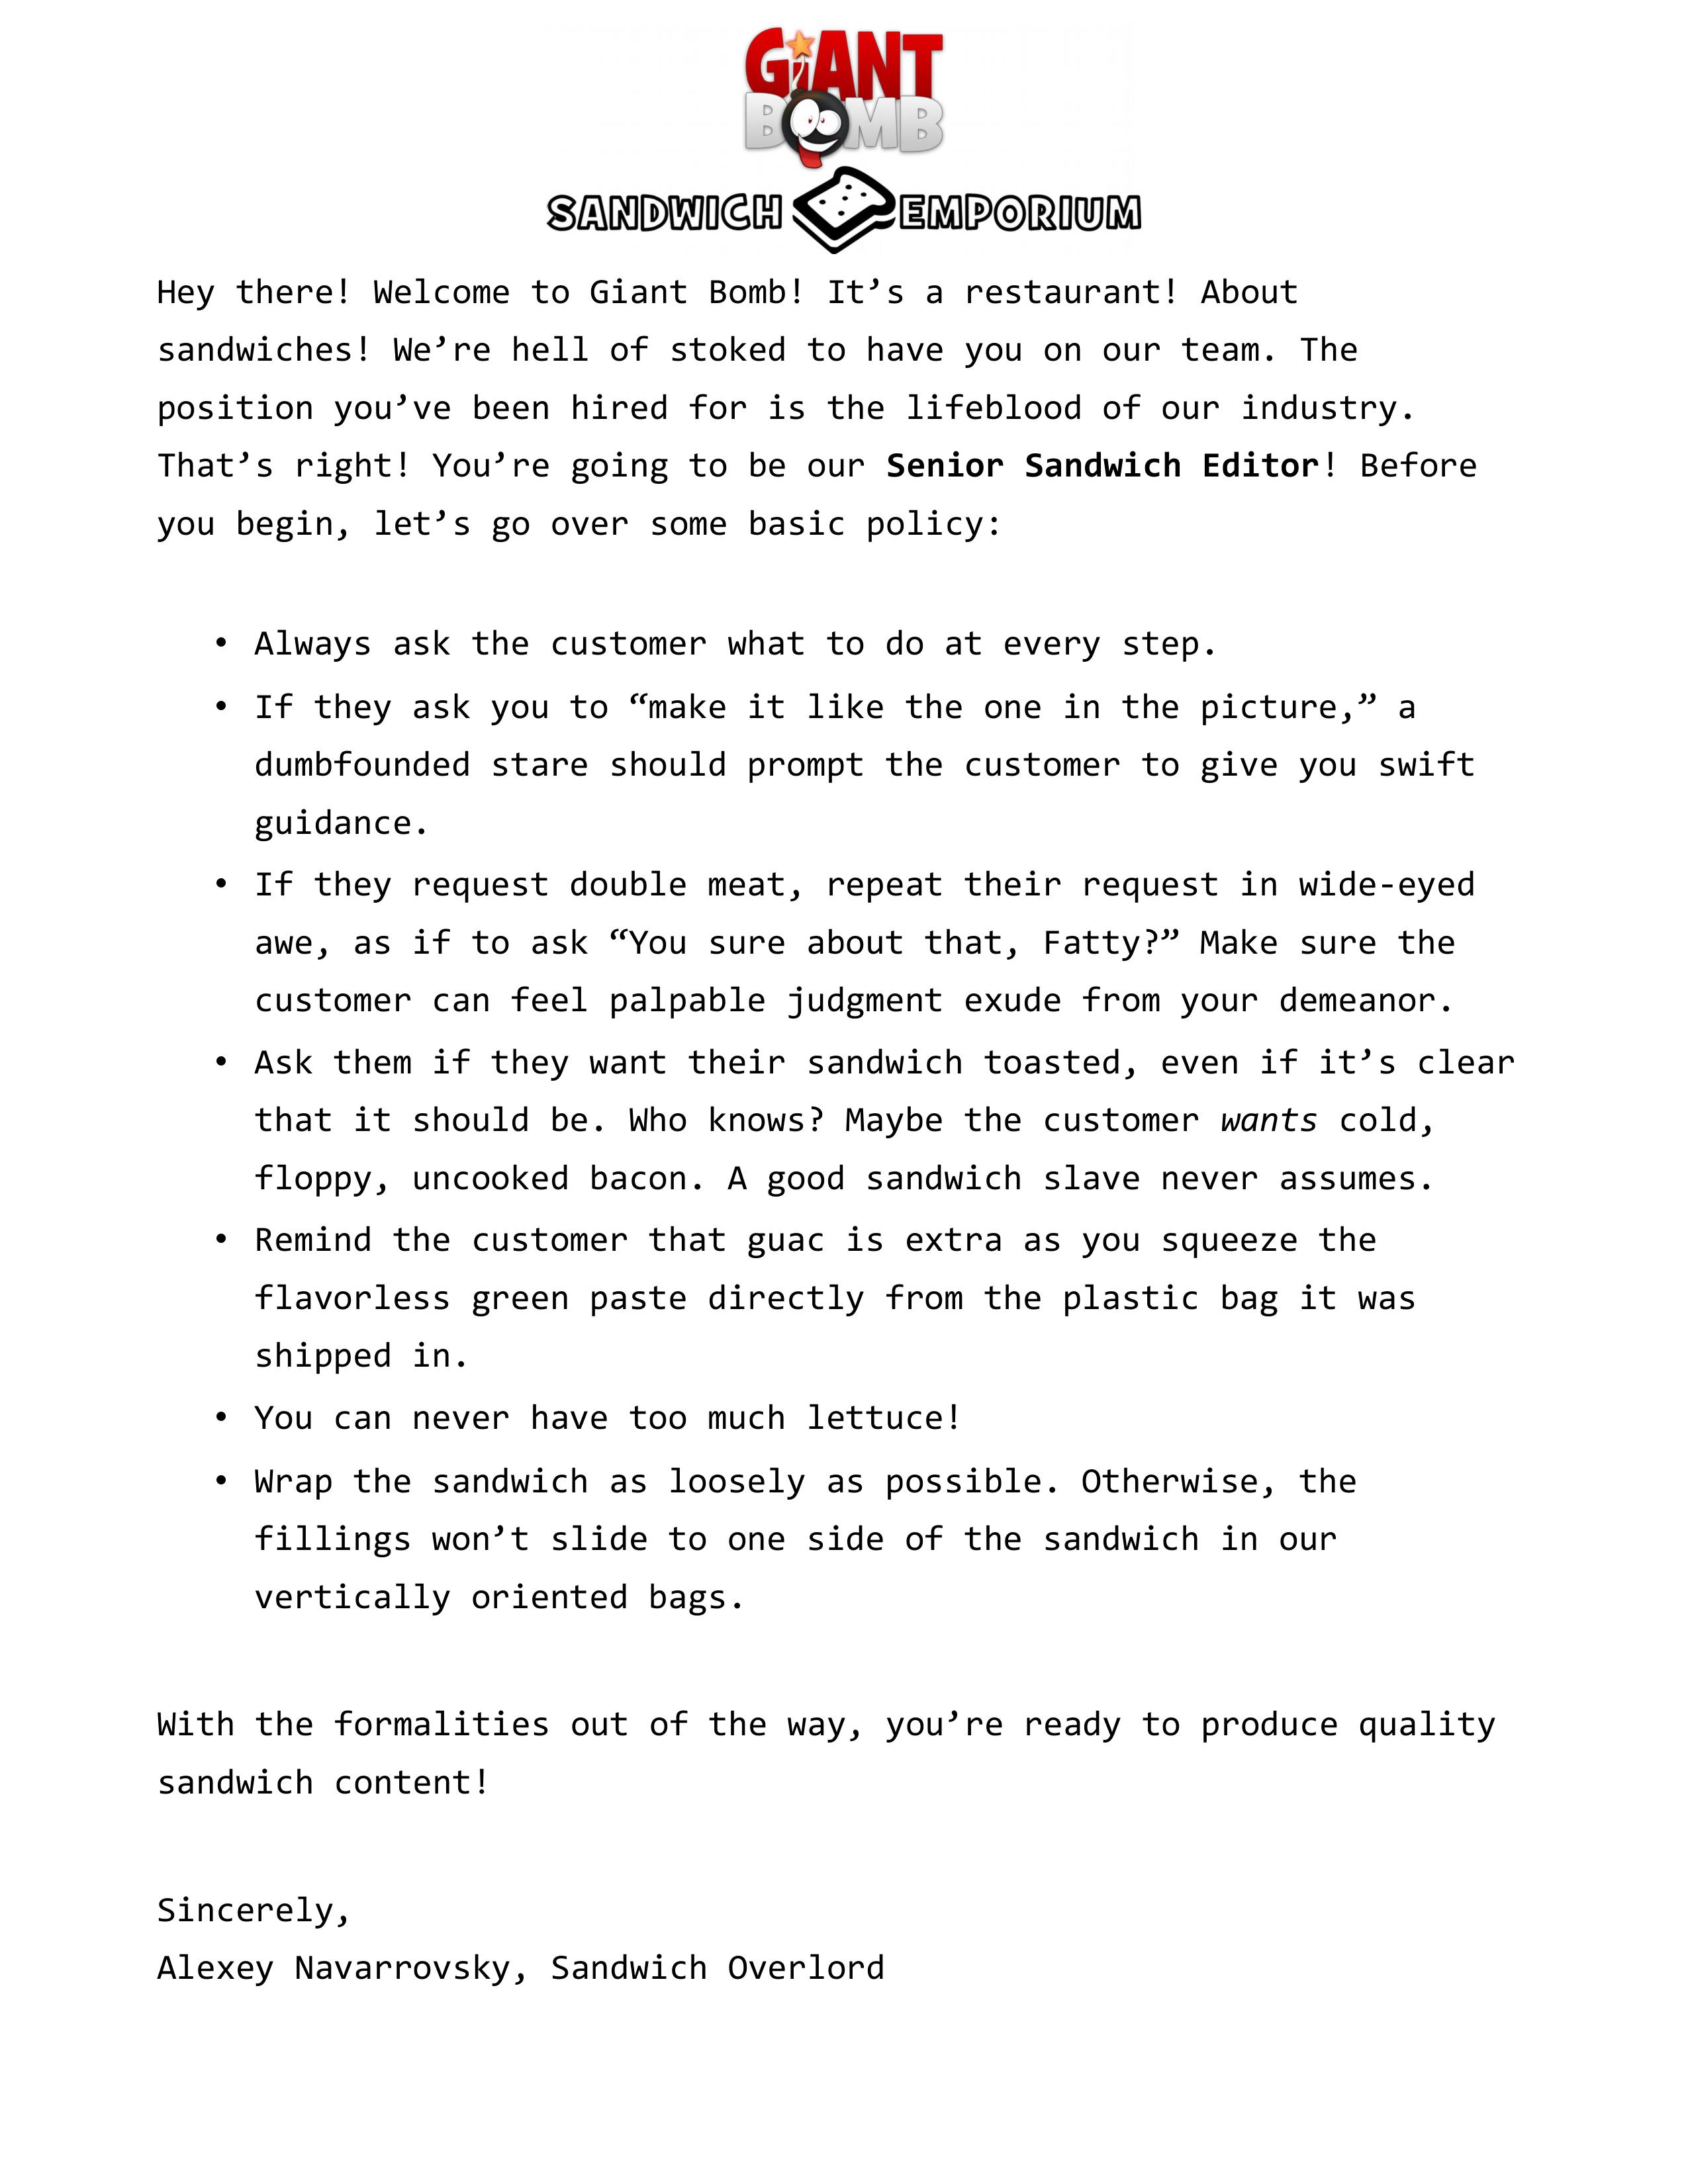 GiANT
BOMB
SANDWICH EMPORIUM
Hey there! Welcome to Giant Bomb! It’s a restaurant! About
sandwiches! We’re hell of stoked to have you on our team. The
position you’ve been hired for is the lifeblood of our industry.
That’s right! You’re going to be our Senior Sandwich Editor! Before
you begin, let’s go over some basic policy:
• Always ask the customer what to do at every step.
• If they ask you to “make it like the one in the picture,” a
dumbfounded stare should prompt the customer to give you swift
guidance.
• If they request double meat, repeat their request in wide-eyed
awe, as if to ask “You sure about that, Fatty?” Make sure the
customer can feel palpable judgment exude from your demeanor.
• Ask them if they want their sandwich toasted, even if it’s clear
that it should be. Who knows? Maybe the customer wants cold,
floppy, uncooked bacon. A good sandwich slave never assumes.
• Remind the customer that guac is extra as you squeeze the
flavorless green paste directly from the plastic bag it was
shipped in.
• You can never have too much lettuce!
• Wrap the sandwich as loosely as possible. Otherwise, the
fillings won’t slide to one side of the sandwich in our
vertically oriented bags.
With the formalities out of the way, you’re ready to produce quality
sandwich content!
Sincerely,
Alexey Navarrovsky, Sandwich Overlord